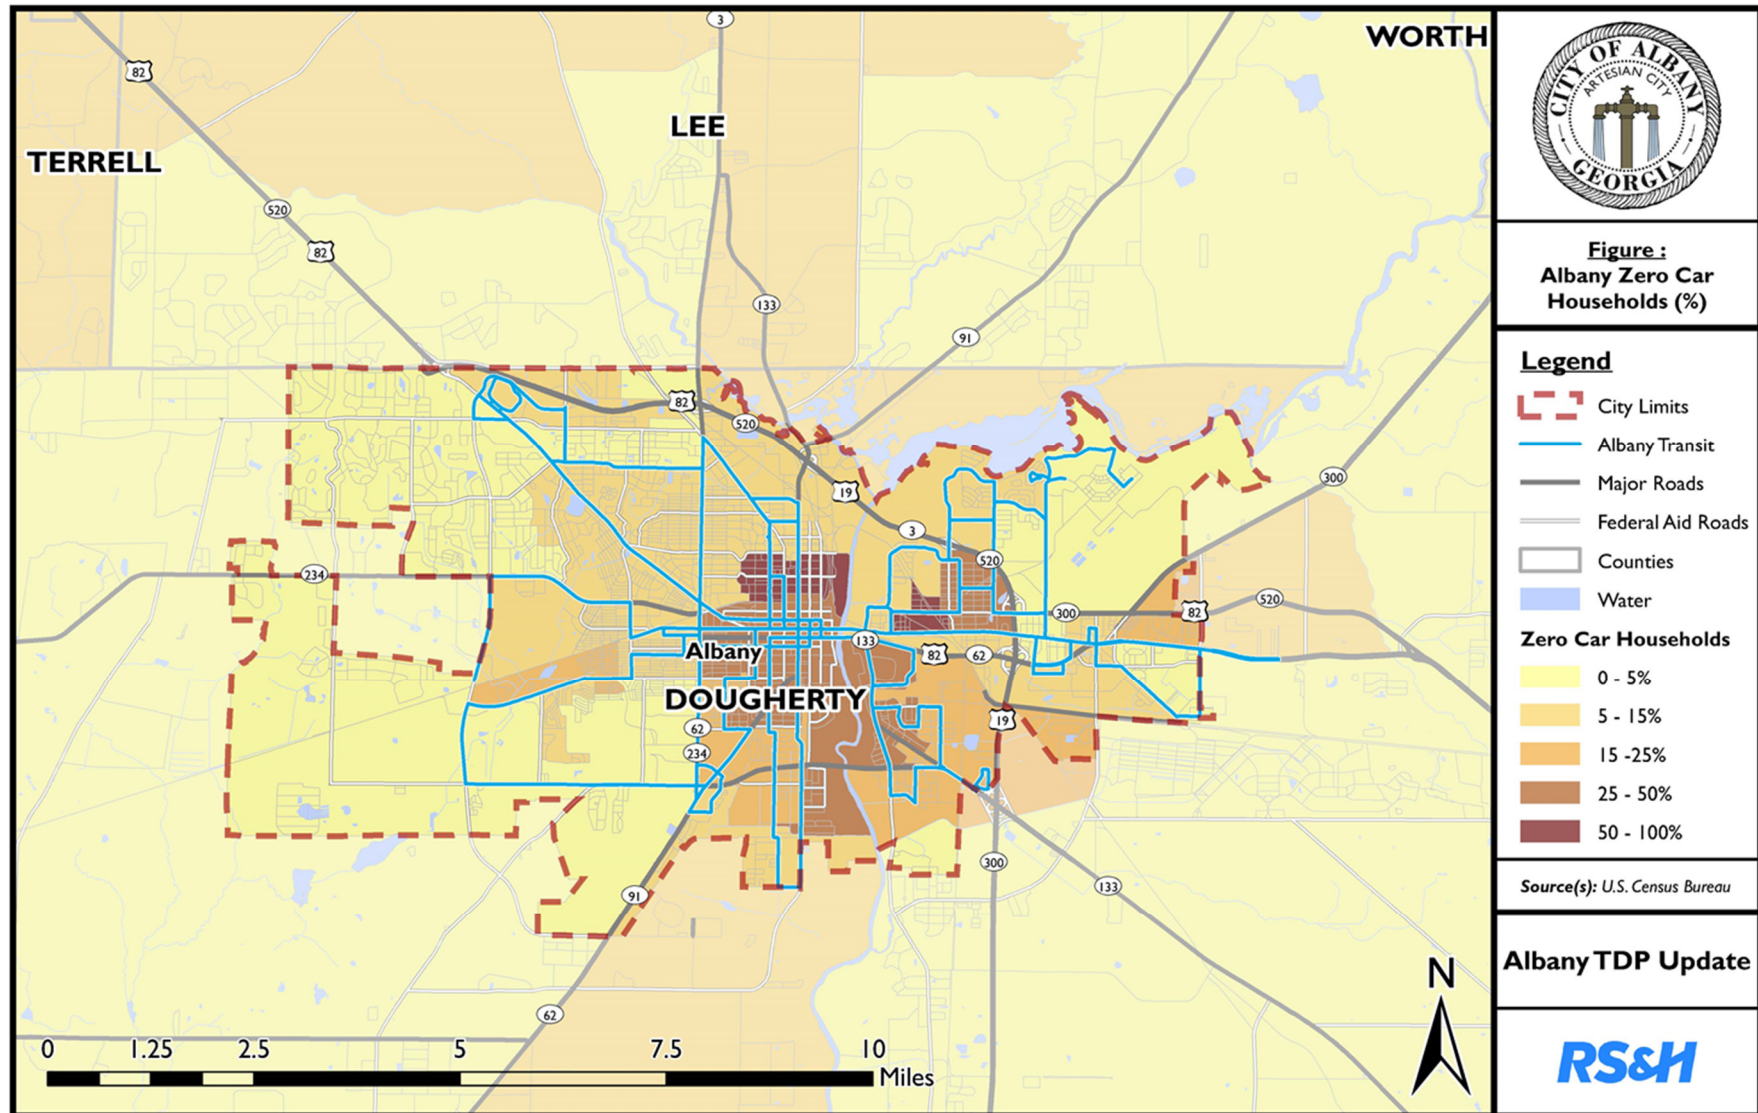 3
WORTH
82
LEE
TERRELL
520
82
133
91
82
520
300
19
3
520
234
520
300
82
133
Albany
82
62
DOUGHERTY
19
62
234
300
133
91
62
N
0 1.25 2.5 5 7.5 10
Miles
CITY OF ALBANY
ARTESIAN CITY
GEORGIA
Figure :
Albany Zero Car
Households (%)
Legend
City Limits
Albany Transit
Major Roads
Federal Aid Roads
Counties
Water
Zero Car Households
0 - 5%
5 - 15%
15 -25%
25 - 50%
50 - 100%
Source(s): U.S. Census Bureau
Albany TDP Update
RS&H